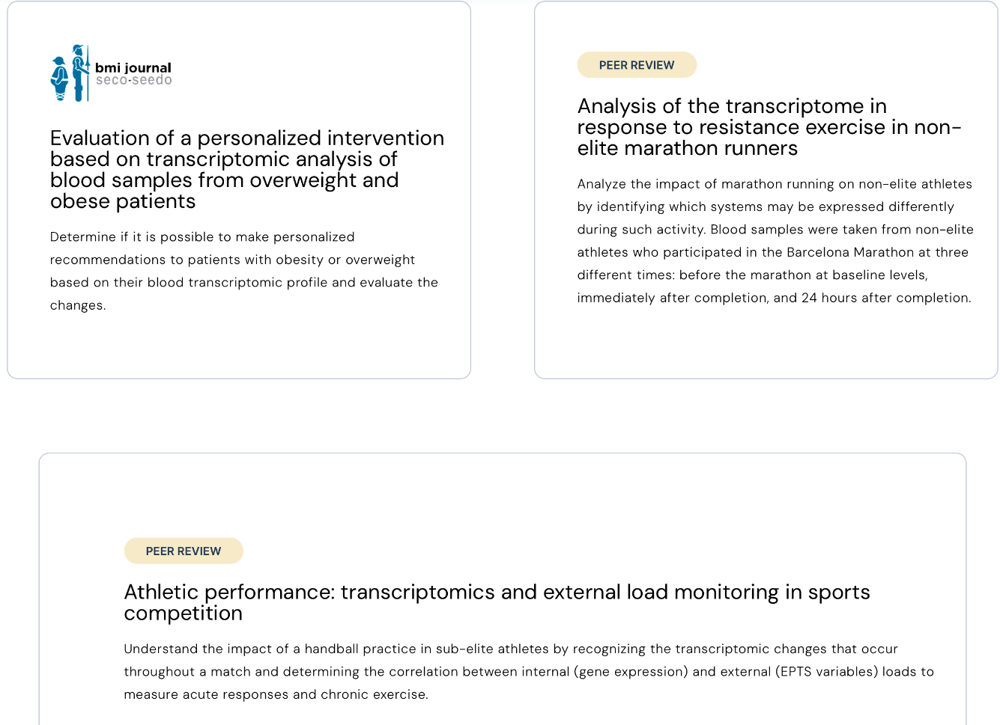 bmi journal
seco-seedo
Evaluation of a personalized intervention
based on transcriptomic analysis of
blood samples from overweight and
obese patients
Determine if it is possible to make personalized
recommendations to patients with obesity or overweight
based on their blood transcriptomic profile and evaluate the
changes.
PEER REVIEW
Analysis of the transcriptome in
response to resistance exercise in non-
elite marathon runners
Analyze the impact of marathon running on non-elite athletes
by identifying which systems may be expressed differently
during such activity. Blood samples were taken from non-elite
athletes who participated in the Barcelona Marathon at three
different times: before the marathon at baseline levels,
immediately after completion, and 24 hours after completion.
PEER REVIEW
Athletic performance: transcriptomics and external load monitoring in sports
competition
Understand the impact of a handball practice in sub-elite athletes by recognizing the transcriptomic changes that occur
throughout a match and determining the correlation between internal (gene expression) and external (EPTS variables) loads to
measure acute responses and chronic exercise.